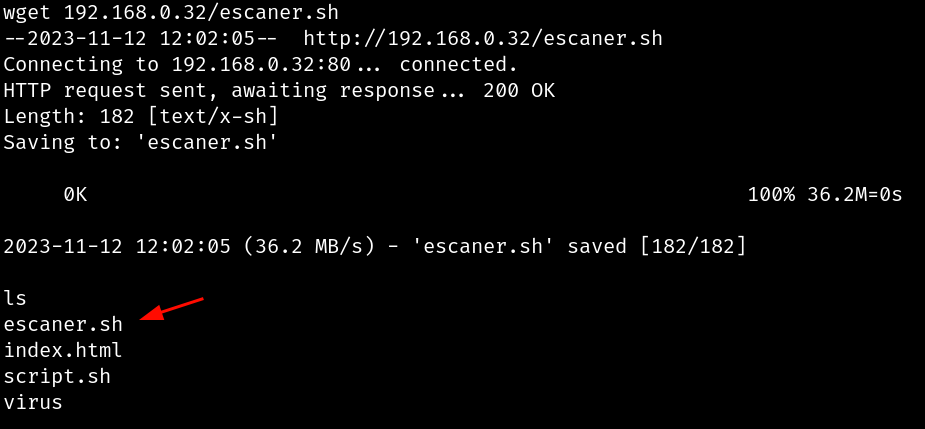 wget 192.168.0.32/escaner.sh
--2023-11-12 12:02:05--  http://192.168.0.32/escaner.sh
Connecting to 192.168.0.32:80... connected.
HTTP request sent, awaiting response... 200 OK
Length: 182 [text/x-sh]
Saving to: 'escaner.sh'
0K 100% 36.2M=0s
2023-11-12 12:02:05 (36.2 MB/s) - 'escaner.sh' saved [182/182]
ls
escaner.sh
index.html
script.sh
virus